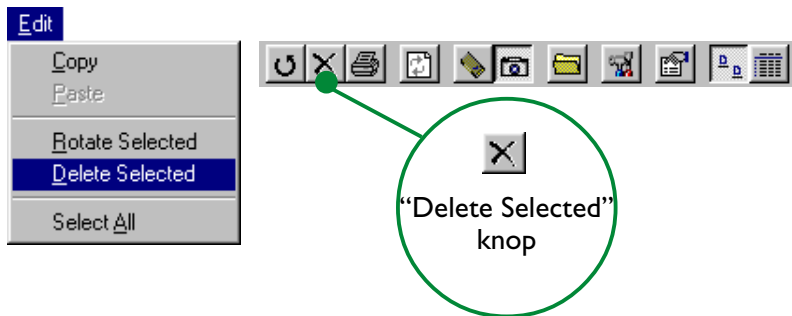 Edit
Copy
Paste
Rotate Selected
Delete Selected
Select All
“Delete Selected”
knop